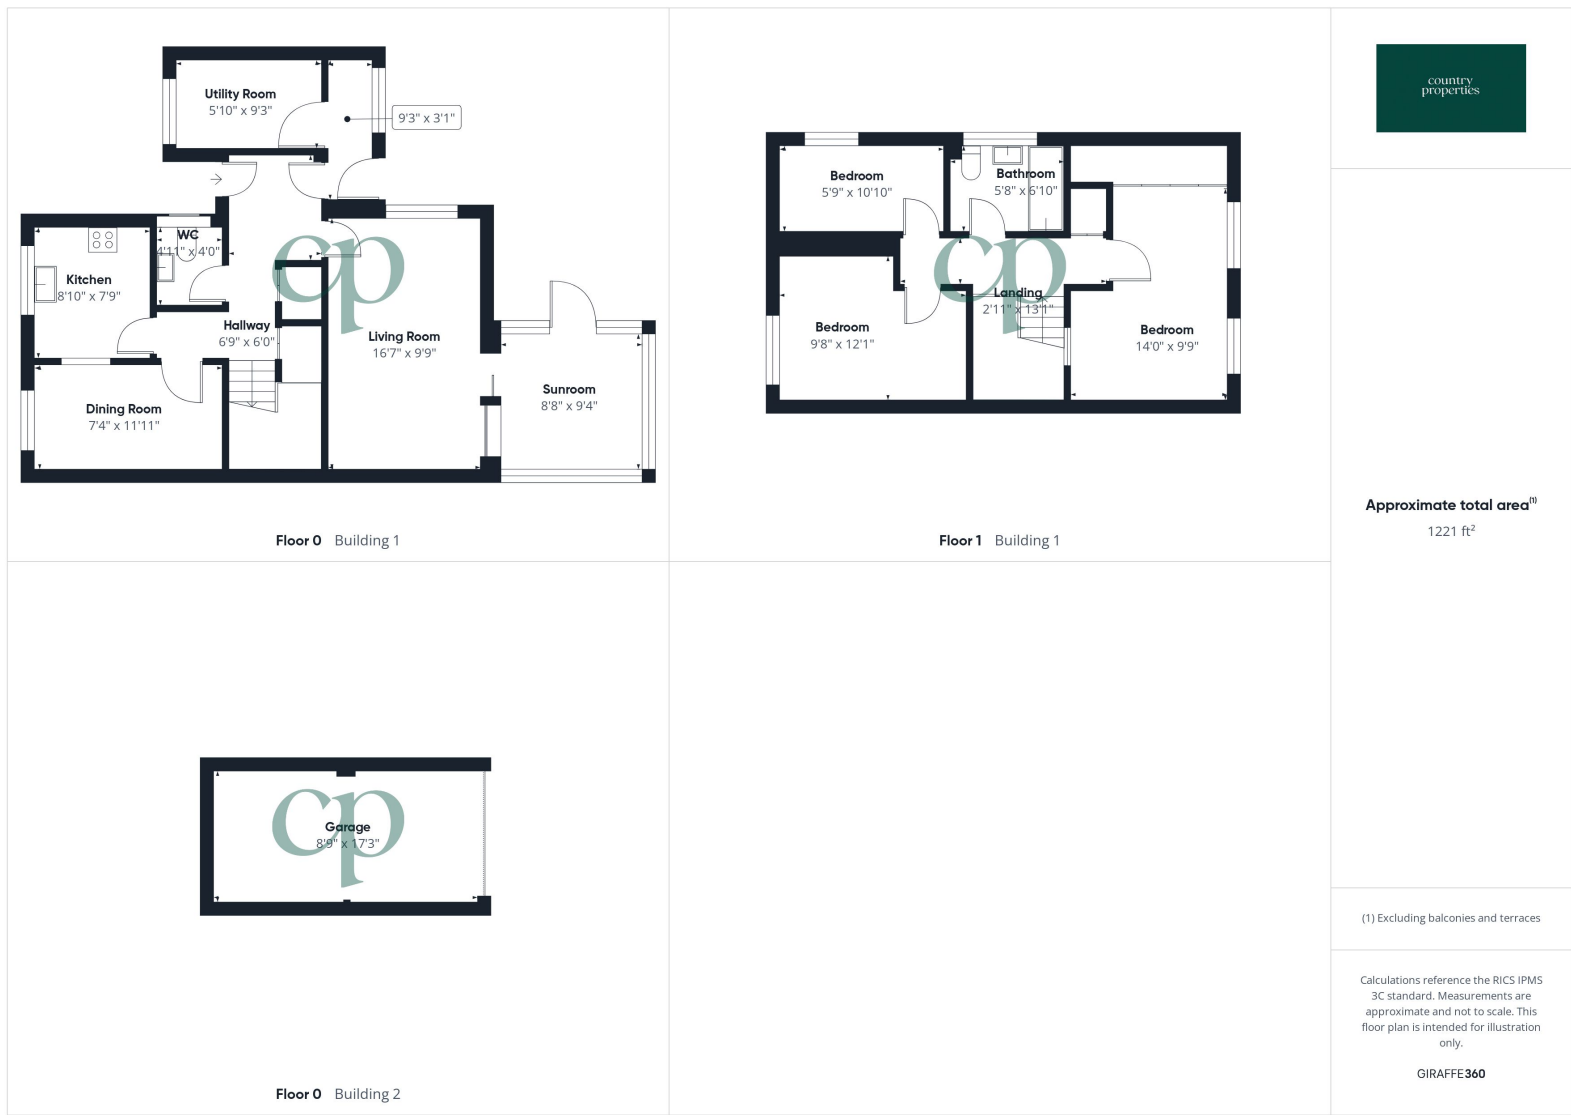 Utility Room
5'10" x 9'3"
9'3" x 3'1"
WC
4'11" x 4'0"
Kitchen
8'10" x 7'9"
Hallway
6'9" x 6'0"
Living Room
16'7" x 9'9"
Sunroom
8'8" x 9'4"
Dining Room
7'4" x 11'11"
cp
Floor 0 Building 1
Bedroom
5'9" x 10'10"
Bathroom
5'8" x 6'10"
Landing
2'11" x 13'1"
Bedroom
9'8" x 12'1"
Bedroom
14'0" x 9'9"
cp
Floor 1 Building 1
Garage
8'9" x 17'3"
cp
Floor 0 Building 2
country
properties
Approximate total area(1)
1221 ft²
(1) Excluding balconies and terraces
Calculations reference the RICS IPMS
3C standard. Measurements are
approximate and not to scale. This
floor plan is intended for illustration
only.
GIRAFFE360